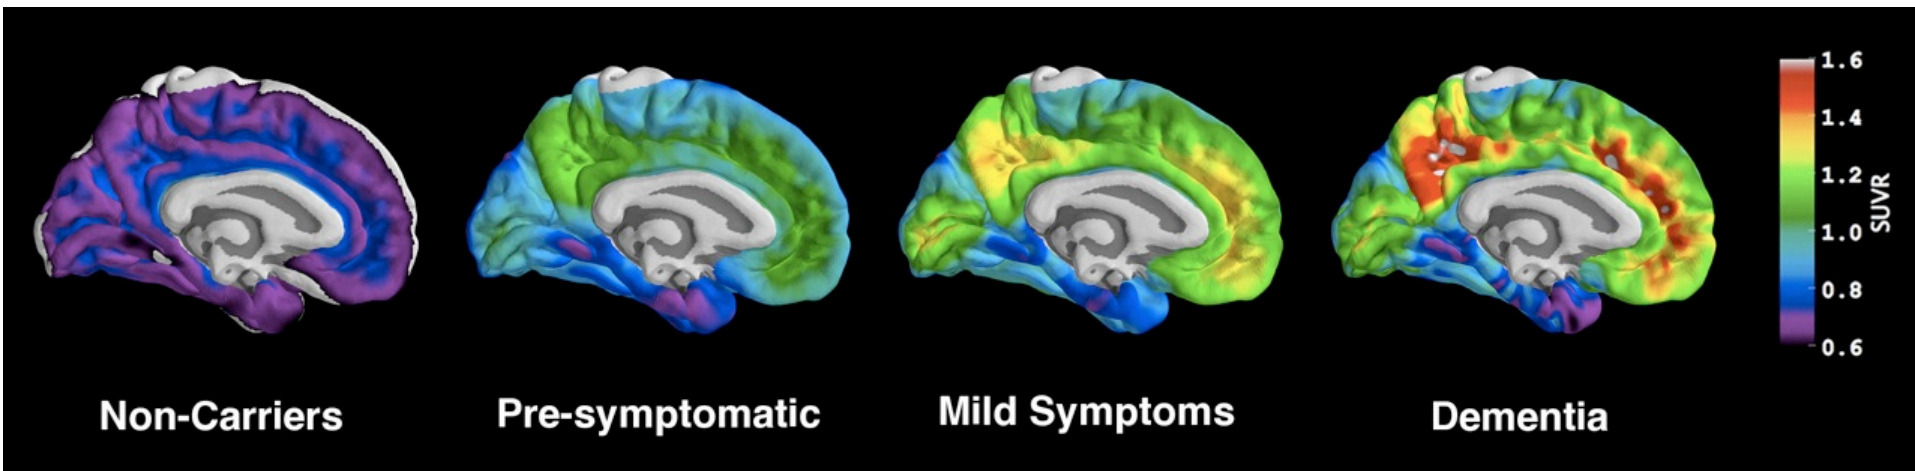 Non-Carriers
Pre-symptomatic
Mild Symptoms
Dementia
1.6
1.4
1.2
1.0
0.8
0.6
SUVR